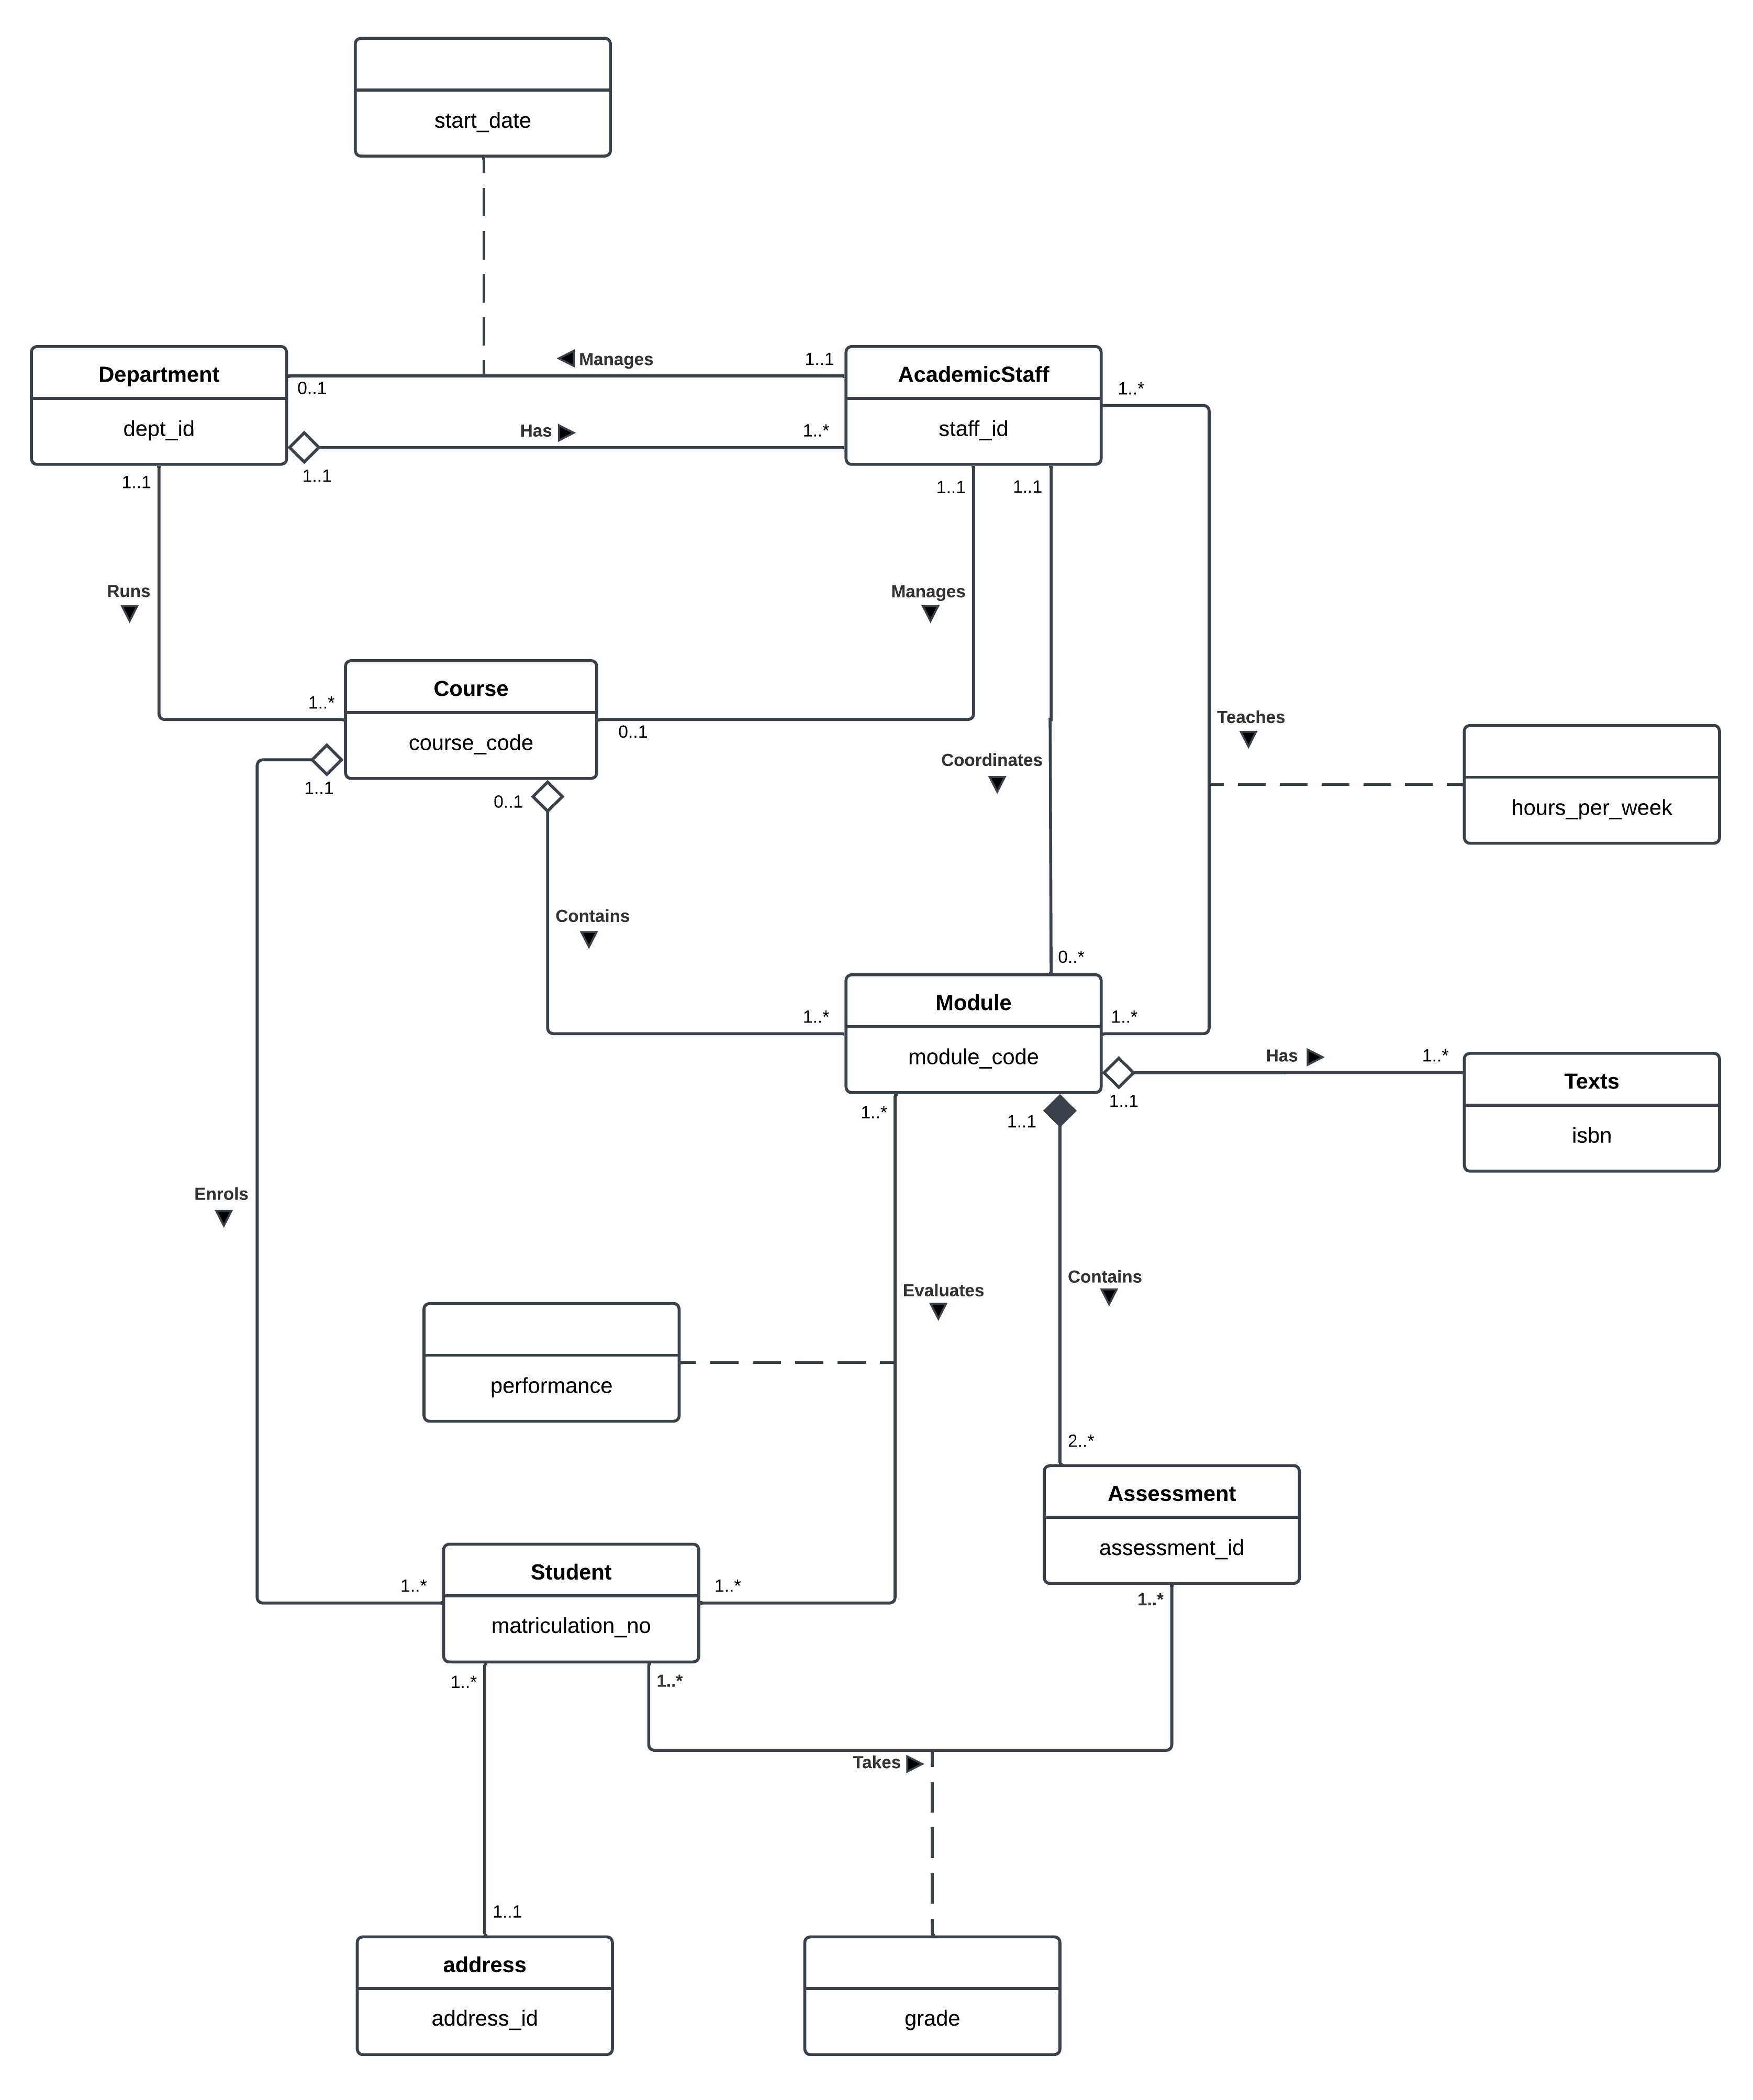 start_date
Manages
1..1
Department
0..1
AcademicStaff
1..*
dept_id
Has
1..*
staff_id
1..1
1..1
1..1
1..1
Runs
Manages
Course
1..*
0..1
Teaches
course_code
Coordinates
1..1
0..1
hours_per_week
Contains
0..*
Module
1..*
1..*
module_code
Has
1..*
Texts
1..*
1..1
1..1
isbn
Enrols
Evaluates
Contains
performance
2..*
Assessment
assessment_id
Student
1..*
1..*
1..*
matriculation_no
1..*
1..*
Takes
1..1
address
address_id
grade